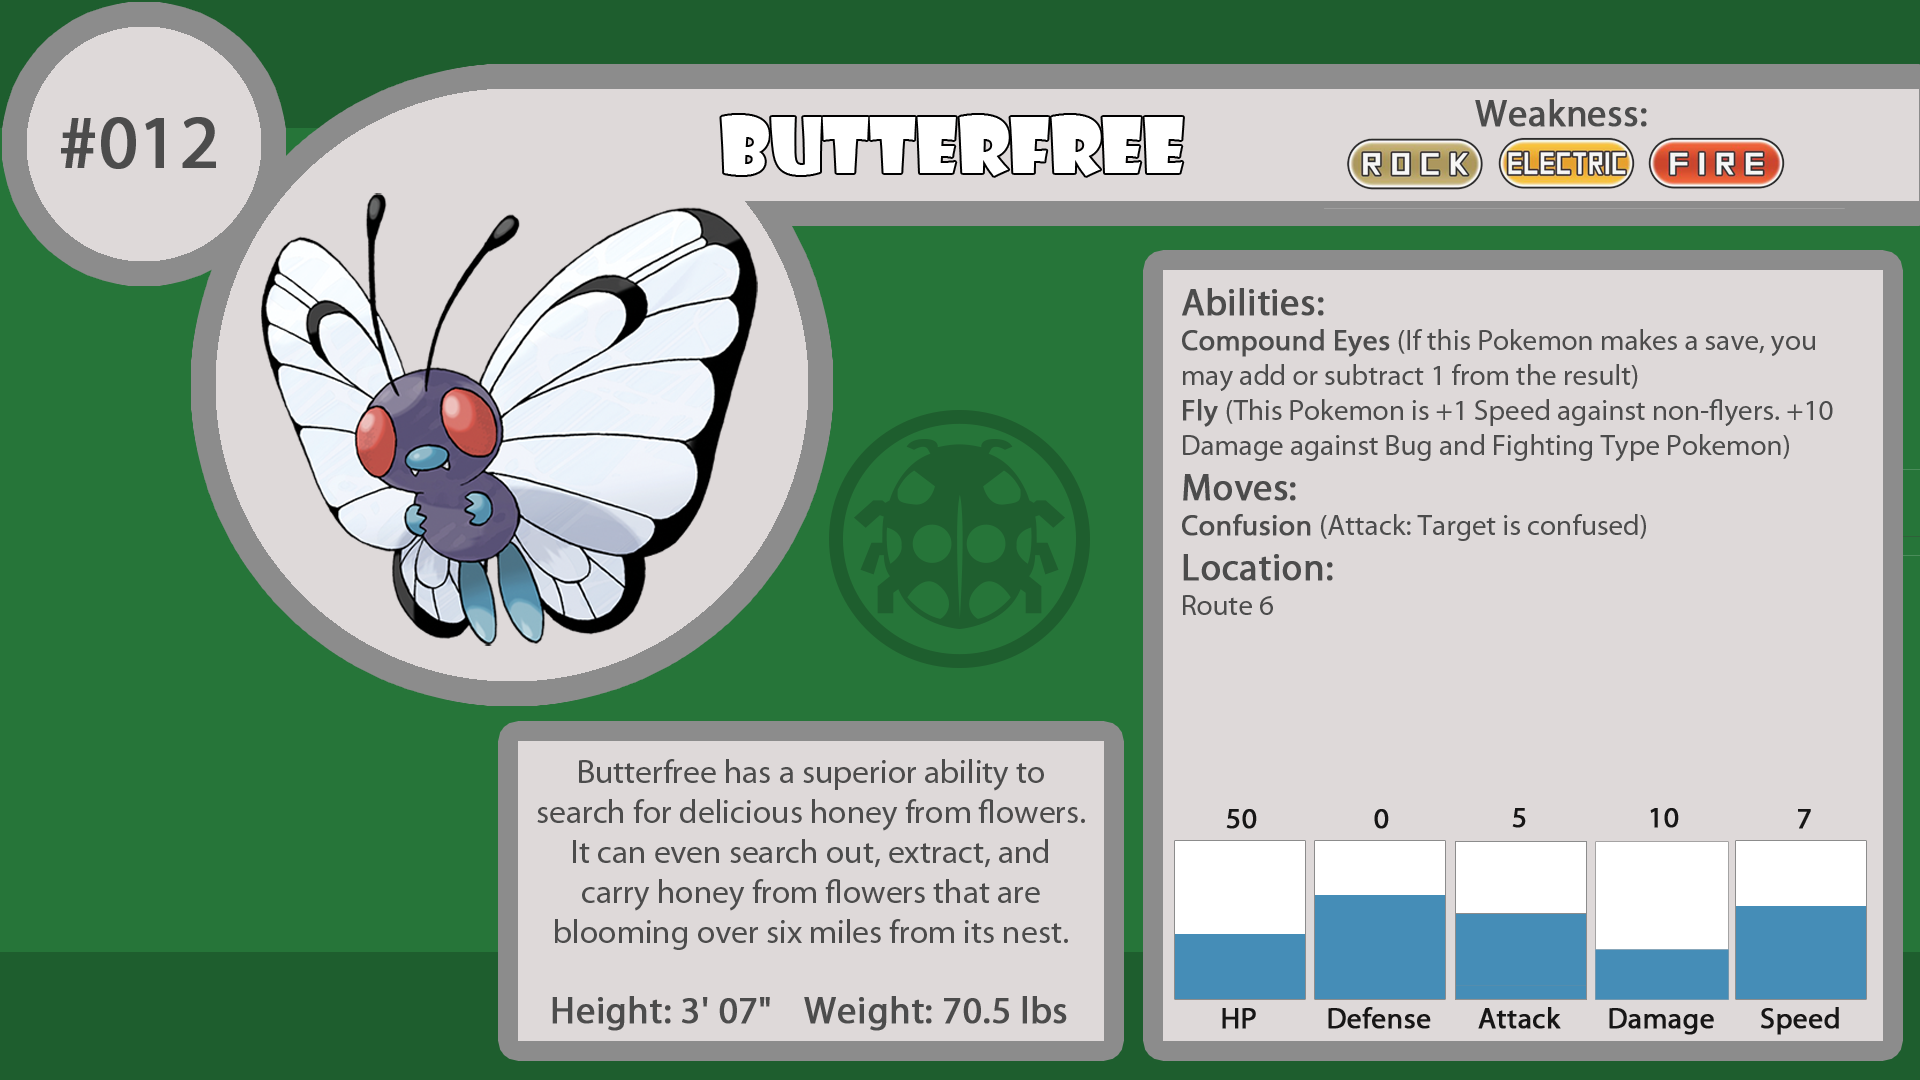 #012
BUTTERFREE
Weakness:
ROCK ELECTRIC FIRE
Abilities:
Compound Eyes (If this Pokemon makes a save, you
may add or subtract 1 from the result)
Fly (This Pokemon is +1 Speed against non-flyers. +10
Damage against Bug and Fighting Type Pokemon)
Moves:
Confusion (Attack: Target is confused)
Location:
Route 6
Butterfree has a superior ability to
search for delicious honey from flowers.
It can even search out, extract, and
carry honey from flowers that are
blooming over six miles from its nest.
Height: 3' 07" Weight: 70.5 lbs
50 0 5 10 7
HP Defense Attack Damage Speed